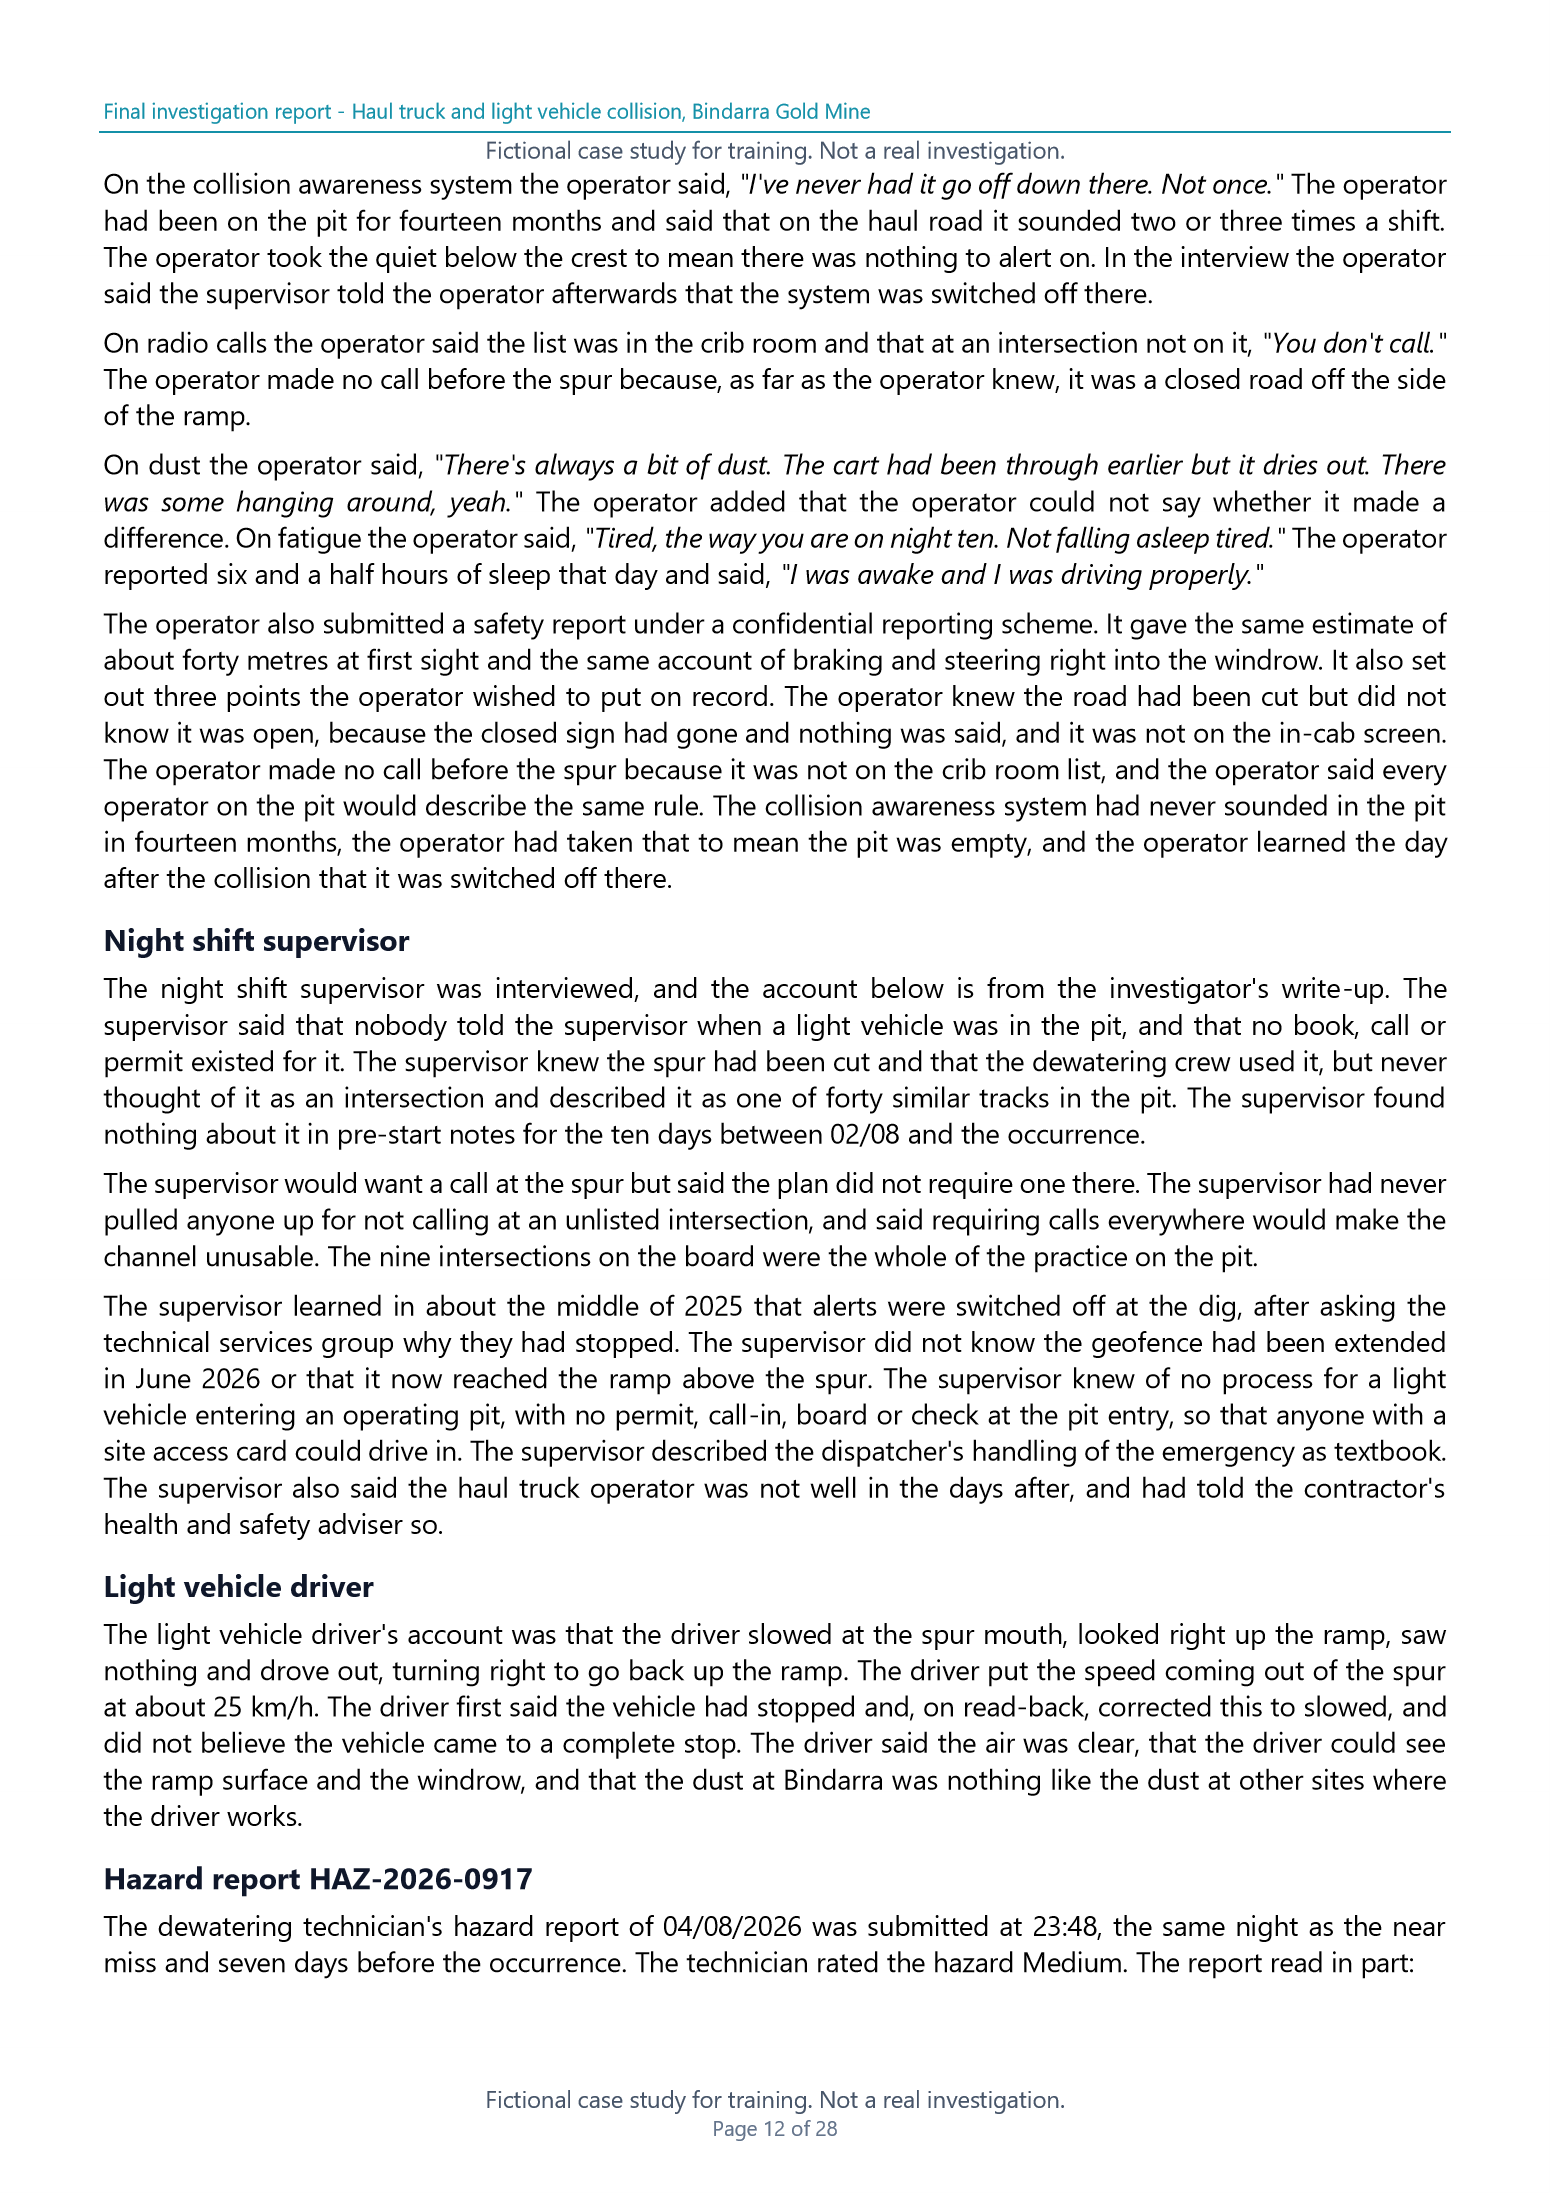 Final investigation report - Haul truck and light vehicle collision, Bindarra Gold Mine
Fictional case study for training. Not a real investigation.
On the collision awareness system the operator said, "I've never had it go off down there. Not once." The operator
had been on the pit for fourteen months and said that on the haul road it sounded two or three times a shift.
The operator took the quiet below the crest to mean there was nothing to alert on. In the interview the operator
said the supervisor told the operator afterwards that the system was switched off there.
On radio calls the operator said the list was in the crib room and that at an intersection not on it, "You don't call."
The operator made no call before the spur because, as far as the operator knew, it was a closed road off the side
of the ramp.
On dust the operator said, "There's always a bit of dust. The cart had been through earlier but it dries out. There
was some hanging around, yeah." The operator added that the operator could not say whether it made a
difference. On fatigue the operator said, "Tired, the way you are on night ten. Not falling asleep tired." The operator
reported six and a half hours of sleep that day and said, "I was awake and I was driving properly."
The operator also submitted a safety report under a confidential reporting scheme. It gave the same estimate of
about forty metres at first sight and the same account of braking and steering right into the windrow. It also set
out three points the operator wished to put on record. The operator knew the road had been cut but did not
know it was open, because the closed sign had gone and nothing was said, and it was not on the in-cab screen.
The operator made no call before the spur because it was not on the crib room list, and the operator said every
operator on the pit would describe the same rule. The collision awareness system had never sounded in the pit
in fourteen months, the operator had taken that to mean the pit was empty, and the operator learned the day
after the collision that it was switched off there.
Night shift supervisor
The night shift supervisor was interviewed, and the account below is from the investigator's write-up. The
supervisor said that nobody told the supervisor when a light vehicle was in the pit, and that no book, call or
permit existed for it. The supervisor knew the spur had been cut and that the dewatering crew used it, but never
thought of it as an intersection and described it as one of forty similar tracks in the pit. The supervisor found
nothing about it in pre-start notes for the ten days between 02/08 and the occurrence.
The supervisor would want a call at the spur but said the plan did not require one there. The supervisor had never
pulled anyone up for not calling at an unlisted intersection, and said requiring calls everywhere would make the
channel unusable. The nine intersections on the board were the whole of the practice on the pit.
The supervisor learned in about the middle of 2025 that alerts were switched off at the dig, after asking the
technical services group why they had stopped. The supervisor did not know the geofence had been extended
in June 2026 or that it now reached the ramp above the spur. The supervisor knew of no process for a light
vehicle entering an operating pit, with no permit, call-in, board or check at the pit entry, so that anyone with a
site access card could drive in. The supervisor described the dispatcher's handling of the emergency as textbook.
The supervisor also said the haul truck operator was not well in the days after, and had told the contractor's
health and safety adviser so.
Light vehicle driver
The light vehicle driver's account was that the driver slowed at the spur mouth, looked right up the ramp, saw
nothing and drove out, turning right to go back up the ramp. The driver put the speed coming out of the spur
at about 25 km/h. The driver first said the vehicle had stopped and, on read-back, corrected this to slowed, and
did not believe the vehicle came to a complete stop. The driver said the air was clear, that the driver could see
the ramp surface and the windrow, and that the dust at Bindarra was nothing like the dust at other sites where
the driver works.
Hazard report HAZ-2026-0917
The dewatering technician's hazard report of 04/08/2026 was submitted at 23:48, the same night as the near
miss and seven days before the occurrence. The technician rated the hazard Medium. The report read in part:
Fictional case study for training. Not a real investigation.
Page 12 of 28